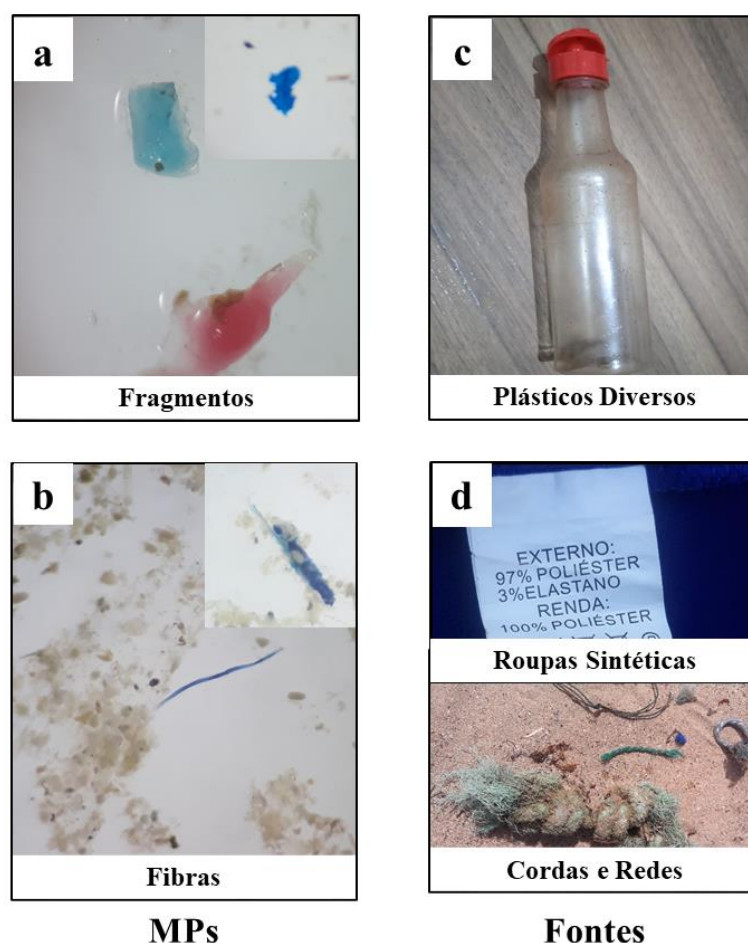 a
Fragmentos
c
Plásticos Diversos
b
Fibras
d
EXTERNO:
97% POLIÉSTER
3%ELASTANO
RENDA:
100% POLIÉSTER
Roupas Sintéticas
Cordas e Redes
MPs
Fontes